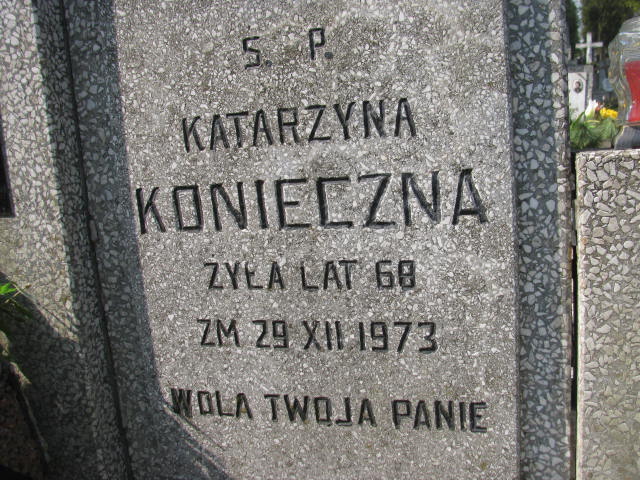 Ś. P.
KATARZYNA
KONIECZNA
ŻYŁA LAT 68
ZM 29 XII 1973
WOLA TWOJA PANIE